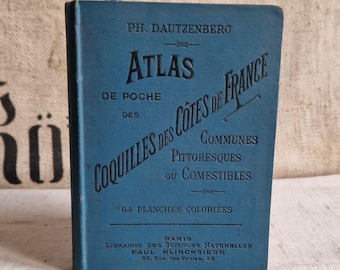 PH. DAUTZENBERG
ATLAS
DE POCHE
DES
COQUILLES DES CÔTES DE FRANCE
COMMUNES
PITTORESQUES
OU COMESTIBLES
64 PLANCHES COLORIÉES
PARIS
LIBRAIRIE DES SCIENCES NATURELLES
PAUL KLINCKSIECK